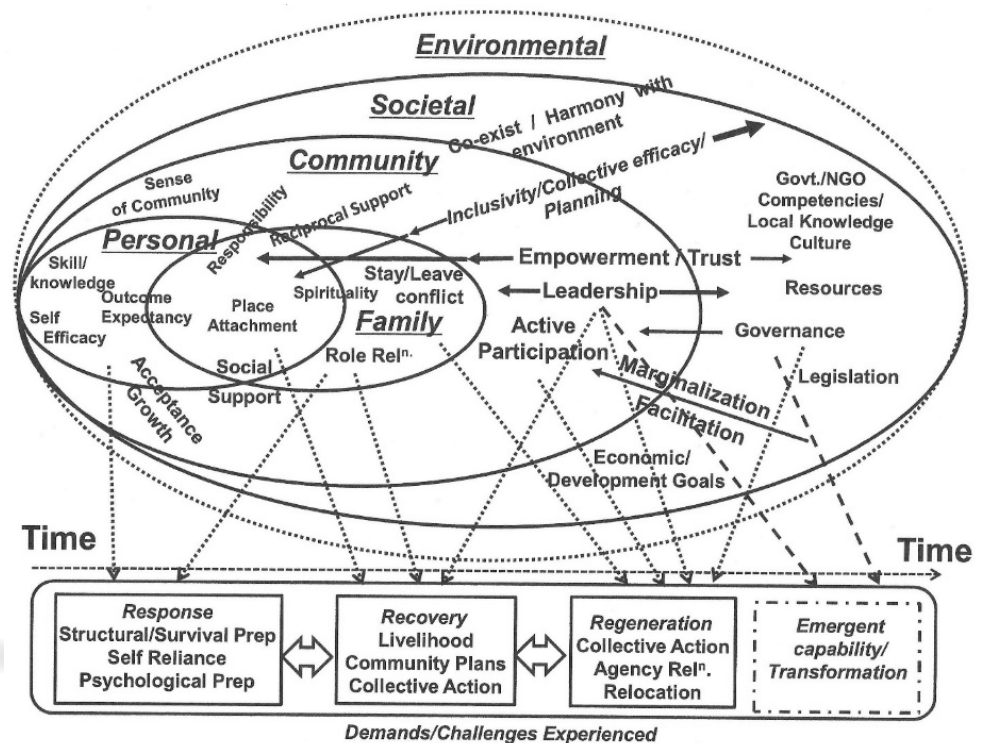 Environmental
Societal
Co-exist / Harmony with
environment
Community
Sense
of Community
Responsibility
Reciprocal Support
Inclusivity/Collective efficacy/
Planning
Govt./NGO
Competencies/
Local Knowledge
Culture
Personal
Skill/
knowledge
Outcome
Expectancy
Self
Efficacy
Place
Attachment
Spirituality
Stay/Leave
conflict
Family
Role Relⁿ.
Empowerment / Trust
Leadership
Resources
Active
Participation
Governance
Legislation
Social
Support
Acceptance
Growth
Marginalization
Facilitation
Economic/
Development Goals
Time
Time
Response
Structural/Survival Prep
Self Reliance
Psychological Prep
Recovery
Livelihood
Community Plans
Collective Action
Regeneration
Collective Action
Agency Relⁿ.
Relocation
Emergent
capability/
Transformation
Demands/Challenges Experienced